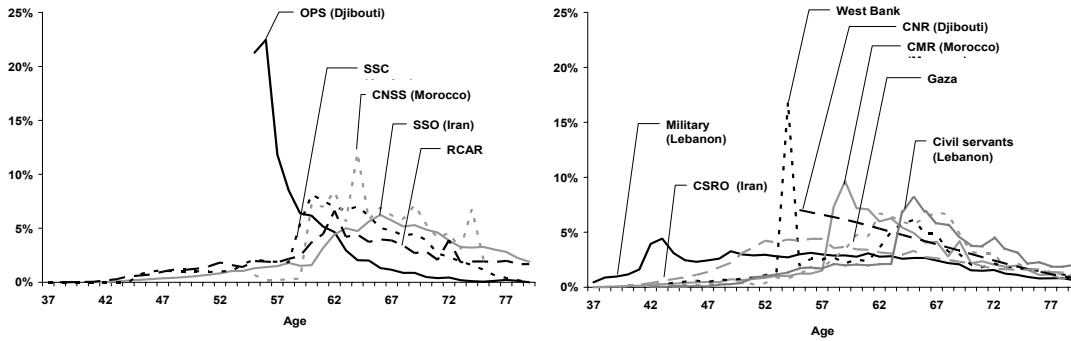 25%
20%
15%
10%
5%
0%
OPS (Djibouti)
SSC
CNSS (Morocco)
SSO (Iran)
RCAR
37 42 47 52 57 62 67 72 77
Age
25%
20%
15%
10%
5%
0%
West Bank
CNR (Djibouti)
CMR (Morocco)
Gaza
Military
(Lebanon)
Civil servants
(Lebanon)
CSRO (Iran)
37 42 47 52 57 62 67 72 77
Age